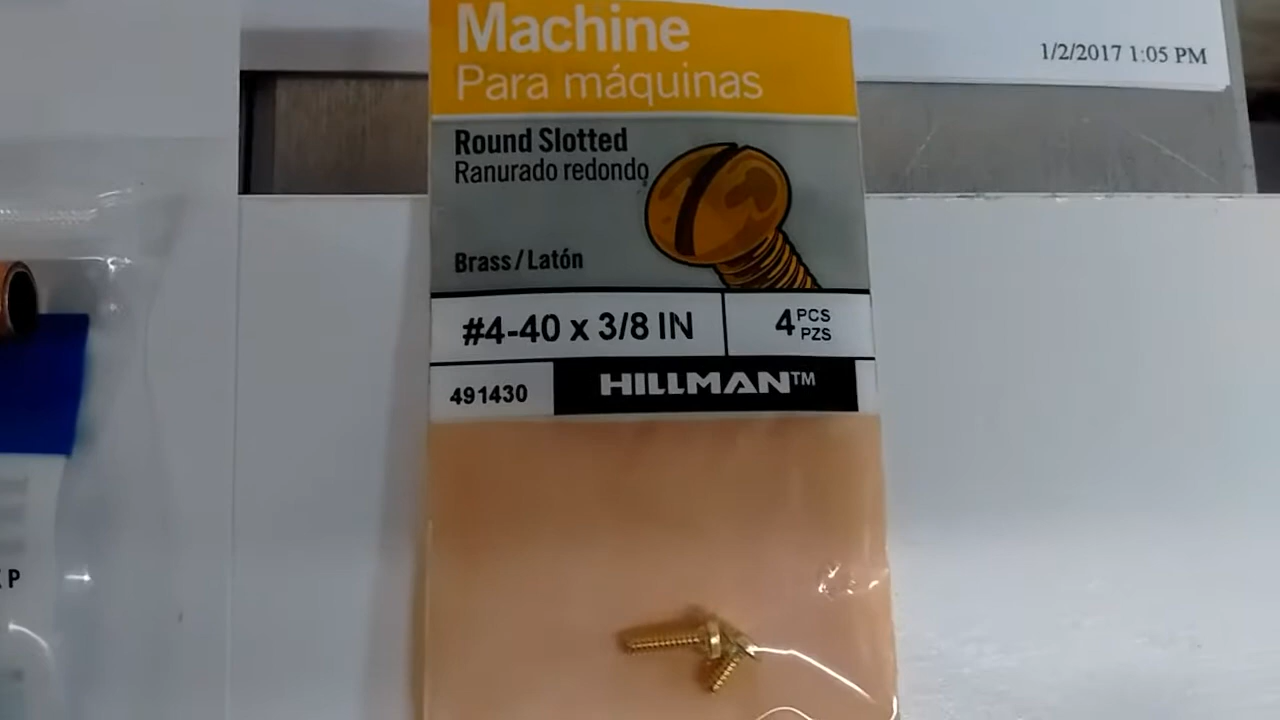 Machine
Para máquinas
1/2/2017 1:05 PM
Round Slotted
Ranurado redondo
Brass/Latón
#4-40 x 3/8 IN
4 PCS
PZS
491430
HILLMAN™
P